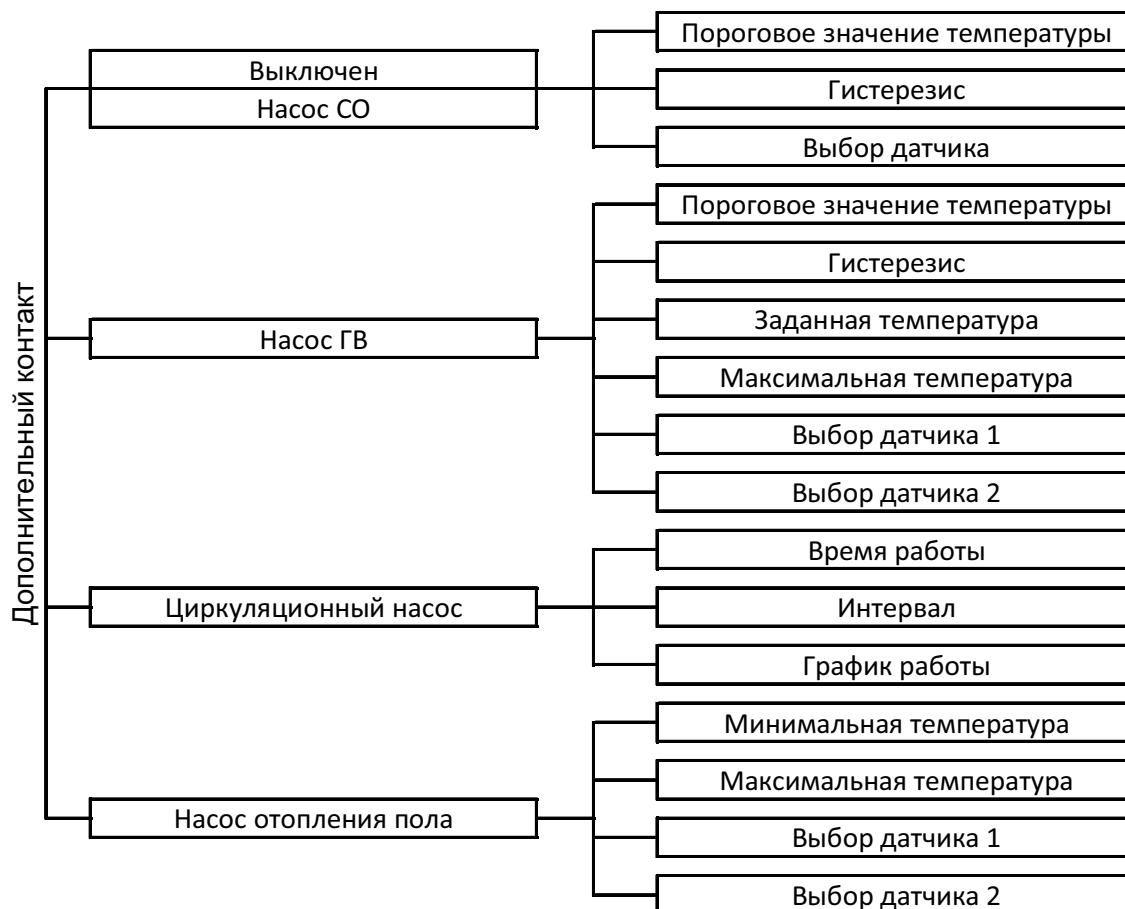 Дополнительный контакт
Выключен
Насос СО
Пороговое значение температуры
Гистерезис
Выбор датчика
Насос ГВ
Пороговое значение температуры
Гистерезис
Заданная температура
Максимальная температура
Выбор датчика 1
Выбор датчика 2
Циркуляционный насос
Время работы
Интервал
График работы
Насос отопления пола
Минимальная температура
Максимальная температура
Выбор датчика 1
Выбор датчика 2